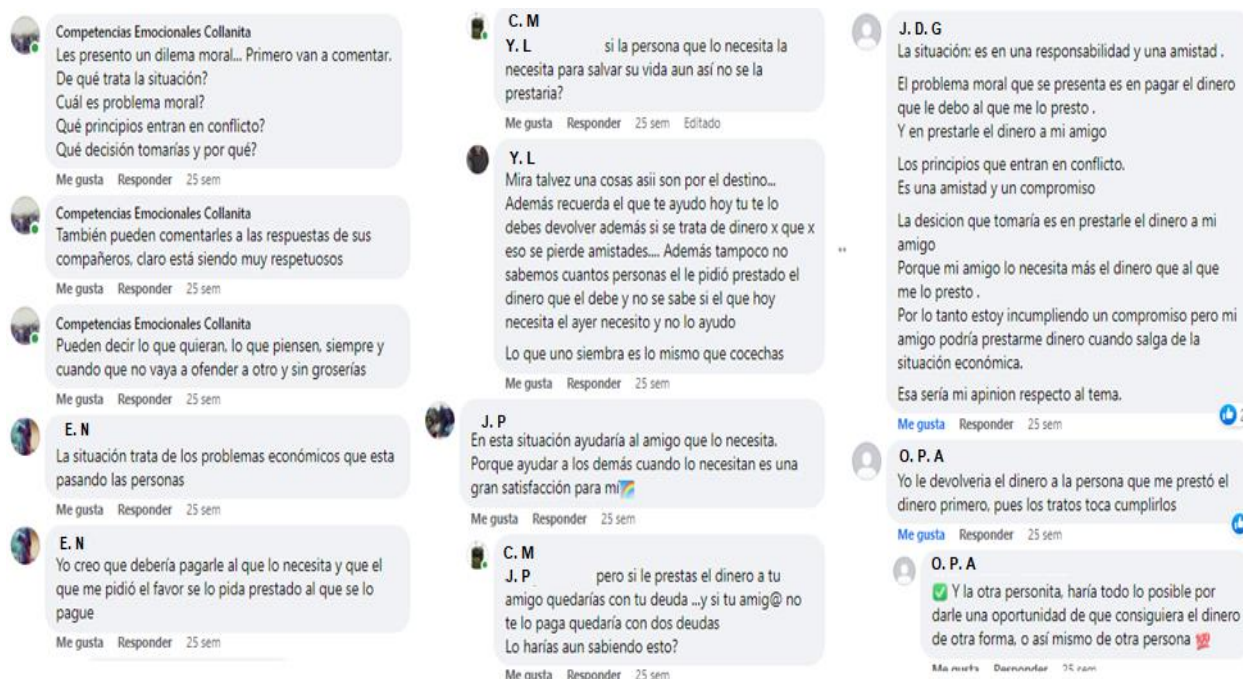 Competencias Emocionales Collanita
Les presento un dilema moral... Primero van a comentar.
De qué trata la situación?
Cuál es problema moral?
Qué principios entran en conflicto?
Qué decisión tomarías y por qué?
Me gusta Responder 25 sem
Competencias Emocionales Collanita
También pueden comentarles a las respuestas de sus
compañeros, claro está siendo muy respetuosos
Me gusta Responder 25 sem
Competencias Emocionales Collanita
Pueden decir lo que quieran, lo que piensen, siempre y
cuando que no vaya a ofender a otro y sin groserías
Me gusta Responder 25 sem
E. N
La situación trata de los problemas económicos que esta
pasando las personas
Me gusta Responder 25 sem
E. N
Yo creo que debería pagarle al que lo necesita y que el
que me pidió el favor se lo pida prestado al que se lo
pague
Me gusta Responder 25 sem
C. M
Y. L si la persona que lo necesita la
necesita para salvar su vida aun así no se la
prestaria?
Me gusta Responder 25 sem Editado
Y. L
Mira talvez una cosas asii son por el destino...
Además recuerda el que te ayudo hoy tu te lo
debes devolver además si se trata de dinero x que x
eso se pierde amistades.... Además tampoco no
sabemos cuantos personas el le pidió prestado el
dinero que el debe y no se sabe si el que hoy
necesita el ayer necesito y no lo ayudo
Lo que uno siembra es lo mismo que cocechas
Me gusta Responder 25 sem
J. P
En esta situación ayudaría al amigo que lo necesita.
Porque ayudar a los demás cuando lo necesitan es una
gran satisfacción para mí🌈
Me gusta Responder 25 sem
C. M
J. P pero si le prestas el dinero a tu
amigo quedarías con tu deuda ...y si tu amig@ no
te lo paga quedaría con dos deudas
Lo harías aun sabiendo esto?
Me gusta Responder 25 sem
J. D. G
La situación: es en una responsabilidad y una amistad .
El problema moral que se presenta es en pagar el dinero
que le debo al que me lo presto .
Y en prestarle el dinero a mi amigo
Los principios que entran en conflicto.
Es una amistad y un compromiso
La desicion que tomaría es en prestarle el dinero a mi
amigo
Porque mi amigo lo necesita más el dinero que al que
me lo presto .
Por lo tanto estoy incumpliendo un compromiso pero mi
amigo podría prestarme dinero cuando salga de la
situación económica.
Esa sería mi apinion respecto al tema.
Me gusta Responder 25 sem
O. P. A
Yo le devolveria el dinero a la persona que me prestó el
dinero primero, pues los tratos toca cumplirlos
Me gusta Responder 25 sem
O. P. A
✅ Y la otra personita, haría todo lo posible por
darle una oportunidad de que consiguiera el dinero
de otra forma, o así mismo de otra persona 💯
Me gusta Responder 25 sem